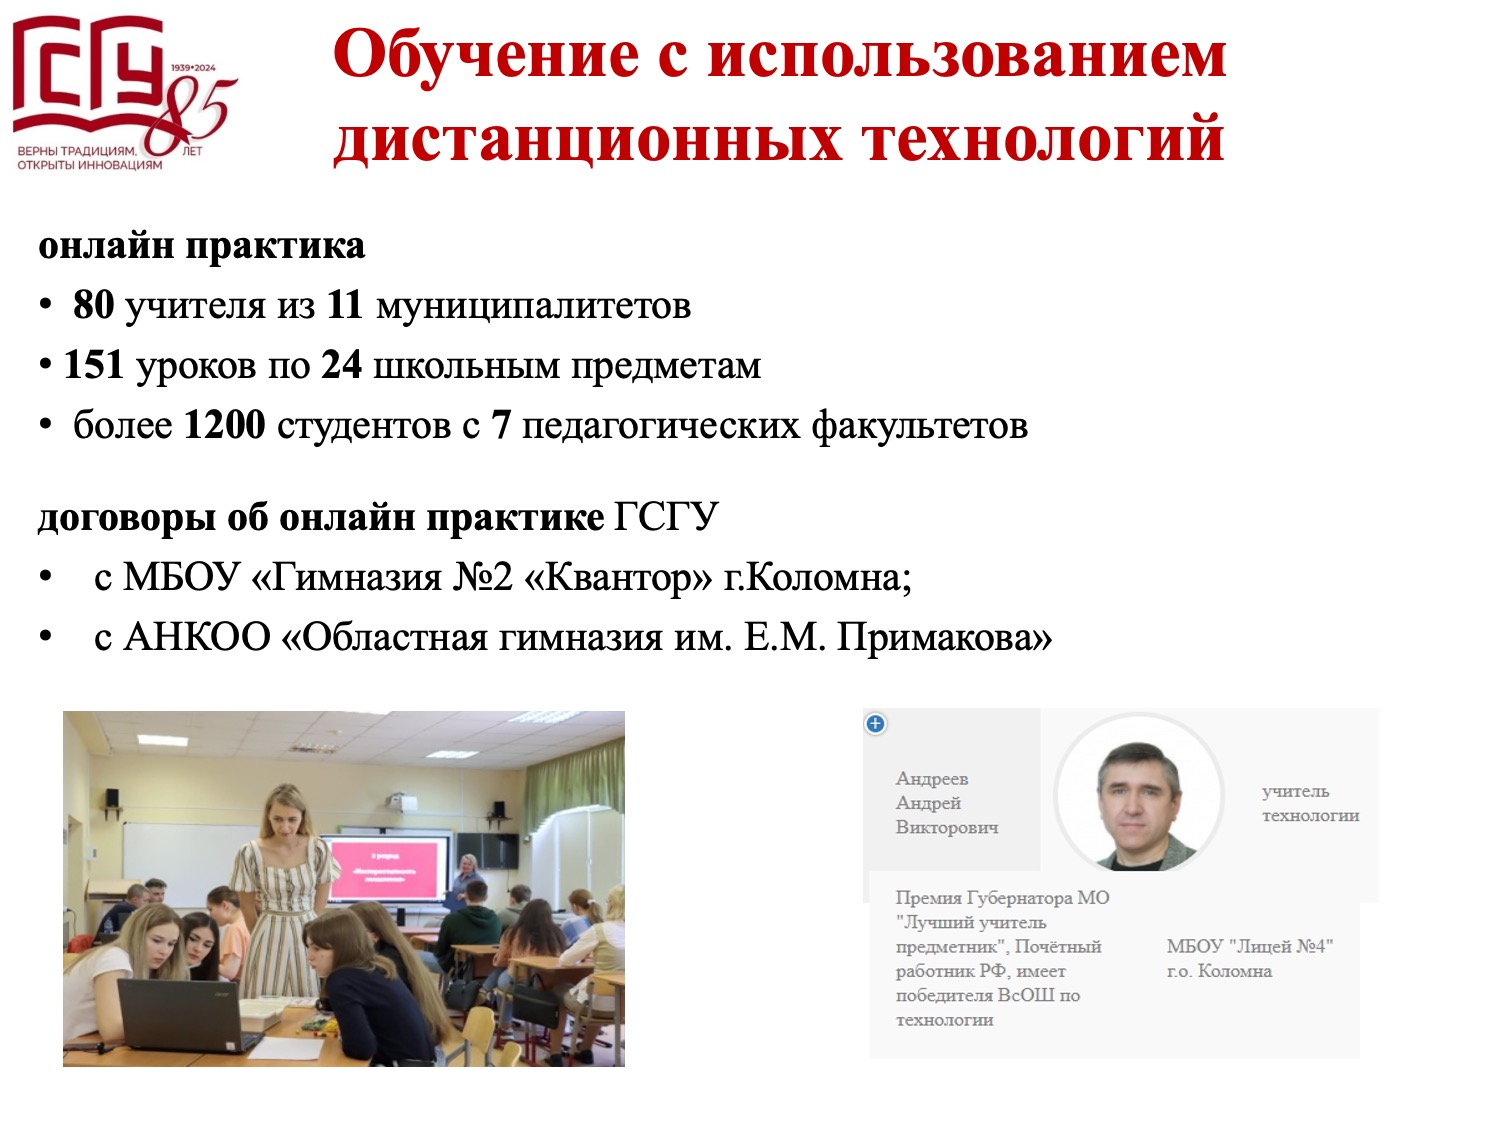 ГСГУ
1939•2024
85
ЛЕТ
ВЕРНЫ ТРАДИЦИЯМ,
ОТКРЫТЫ ИННОВАЦИЯМ
Обучение с использованием
дистанционных технологий
онлайн практика
• 80 учителя из 11 муниципалитетов
• 151 уроков по 24 школьным предметам
• более 1200 студентов с 7 педагогических факультетов
договоры об онлайн практике ГСГУ
• с МБОУ «Гимназия №2 «Квантор» г.Коломна;
• с АНКОО «Областная гимназия им. Е.М. Примакова»
Андреев
Андрей
Викторович
учитель
технологии
Премия Губернатора МО
"Лучший учитель
предметник", Почётный
работник РФ, имеет
победителя ВсОШ по
технологии
МБОУ "Лицей №4"
г.о. Коломна